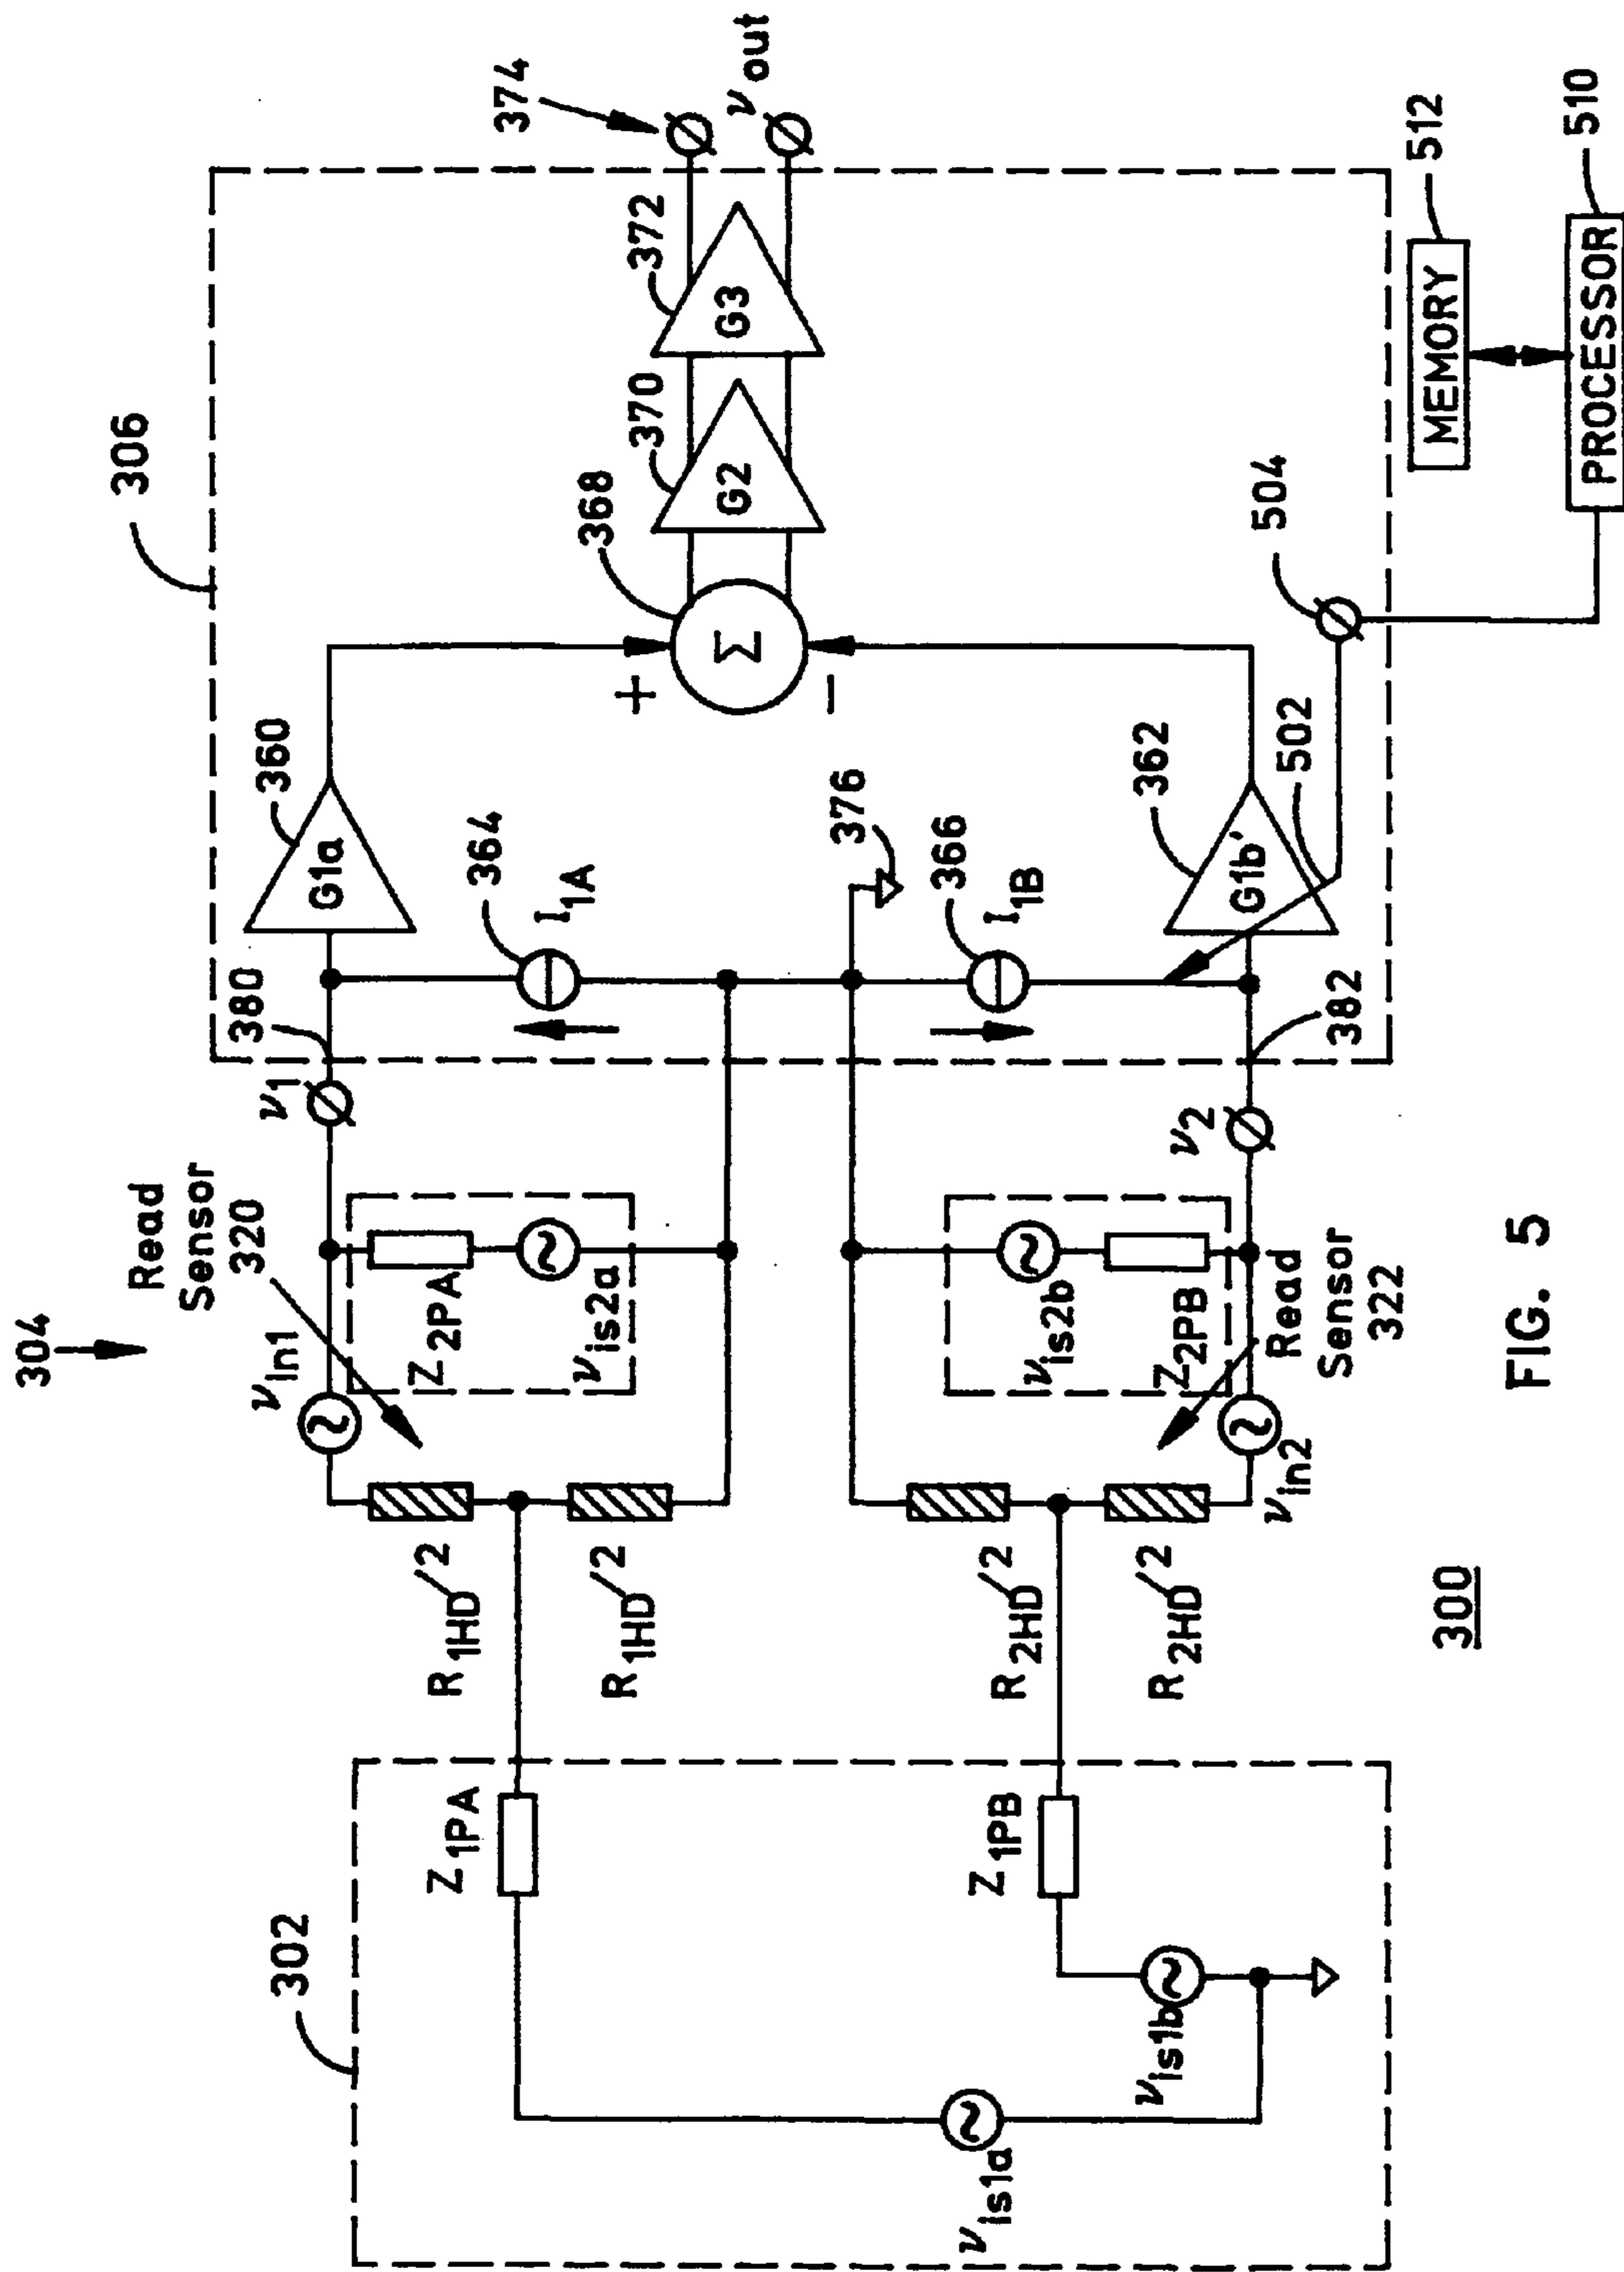 304
Read
Sensor
320
306
302
νin1
ν1
380
Z2PA
νis2a
364
I1A
360
G1a
374
νout
372
G3
370
G2
368
Σ
+
−
R1HD/2
R1HD/2
Z1PA
376
366
I1B
362
G1b'
502
504
512
MEMORY
510
PROCESSOR
νis2b
Z2PB
ν2
382
Read
Sensor
322
νin2
R2HD/2
R2HD/2
Z1PB
νis1b
νis1a
300
FIG. 5